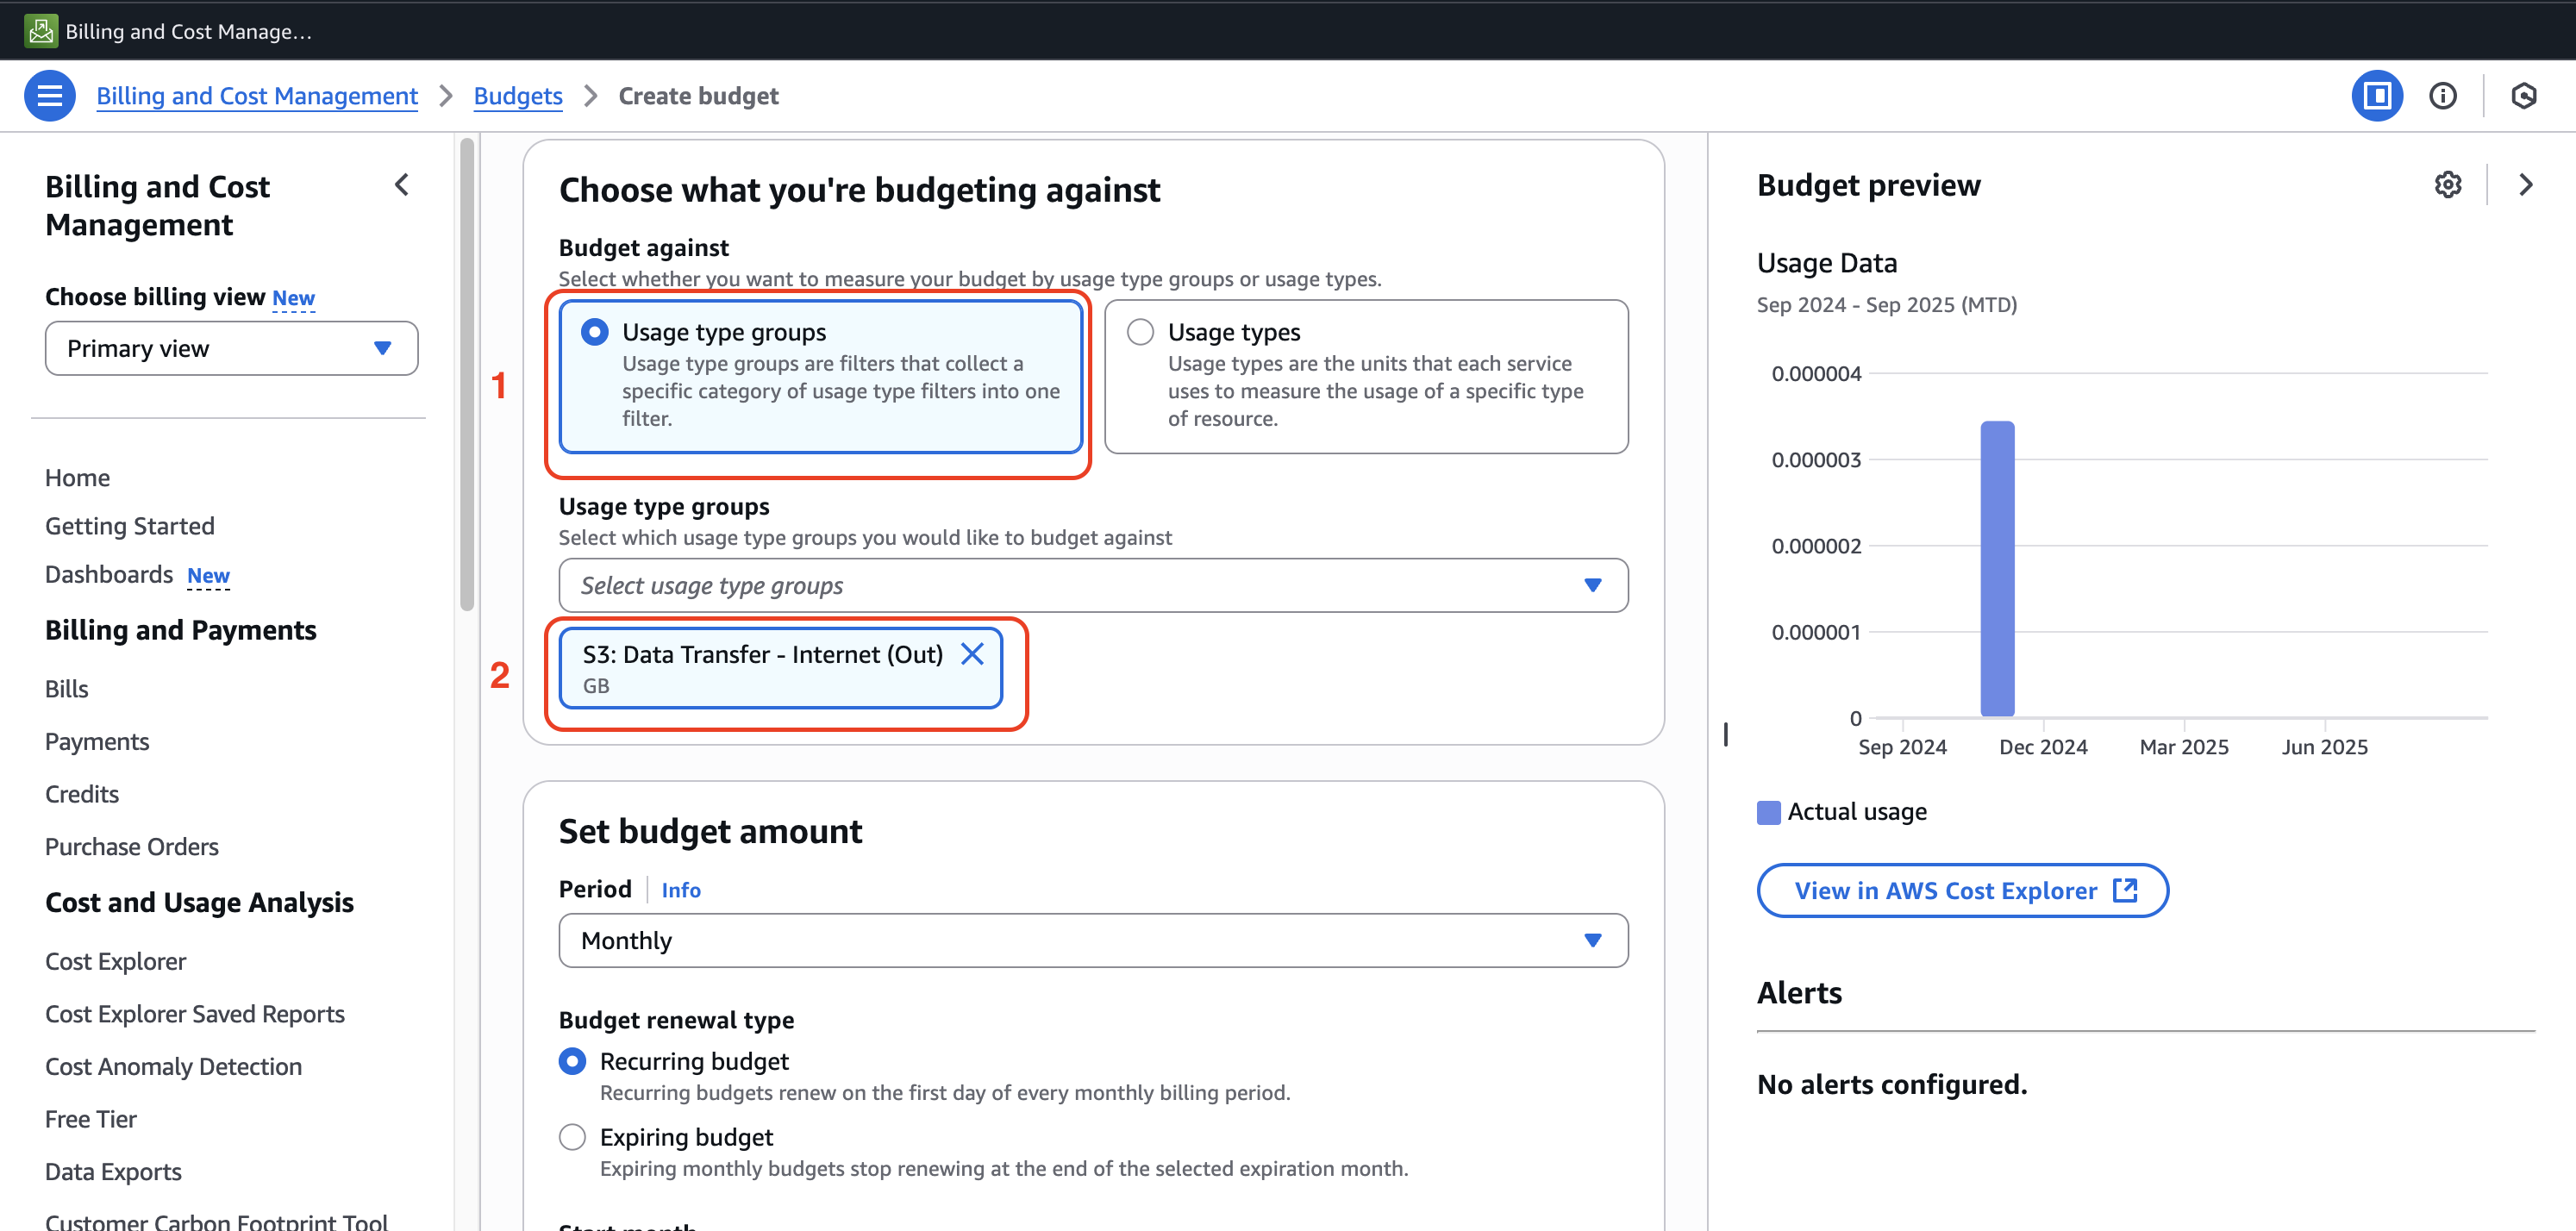 Billing and Cost Manage...
Billing and Cost Management > Budgets > Create budget
Billing and Cost
Management
Choose billing view New
Primary view
Home
Getting Started
Dashboards New
Billing and Payments
Bills
Payments
Credits
Purchase Orders
Cost and Usage Analysis
Cost Explorer
Cost Explorer Saved Reports
Cost Anomaly Detection
Free Tier
Data Exports
Customer Carbon Footprint Tool
Choose what you're budgeting against
Budget against
Select whether you want to measure your budget by usage type groups or usage types.
1
Usage type groups
Usage type groups are filters that collect a
specific category of usage type filters into one
filter.
Usage types
Usage types are the units that each service
uses to measure the usage of a specific type
of resource.
Usage type groups
Select which usage type groups you would like to budget against
Select usage type groups
2
S3: Data Transfer - Internet (Out)
GB
Set budget amount
Period Info
Monthly
Budget renewal type
Recurring budget
Recurring budgets renew on the first day of every monthly billing period.
Expiring budget
Expiring monthly budgets stop renewing at the end of the selected expiration month.
Start month
Budget preview
Usage Data
Sep 2024 - Sep 2025 (MTD)
0.000004
0.000003
0.000002
0.000001
0
Sep 2024 Dec 2024 Mar 2025 Jun 2025
Actual usage
View in AWS Cost Explorer
Alerts
No alerts configured.